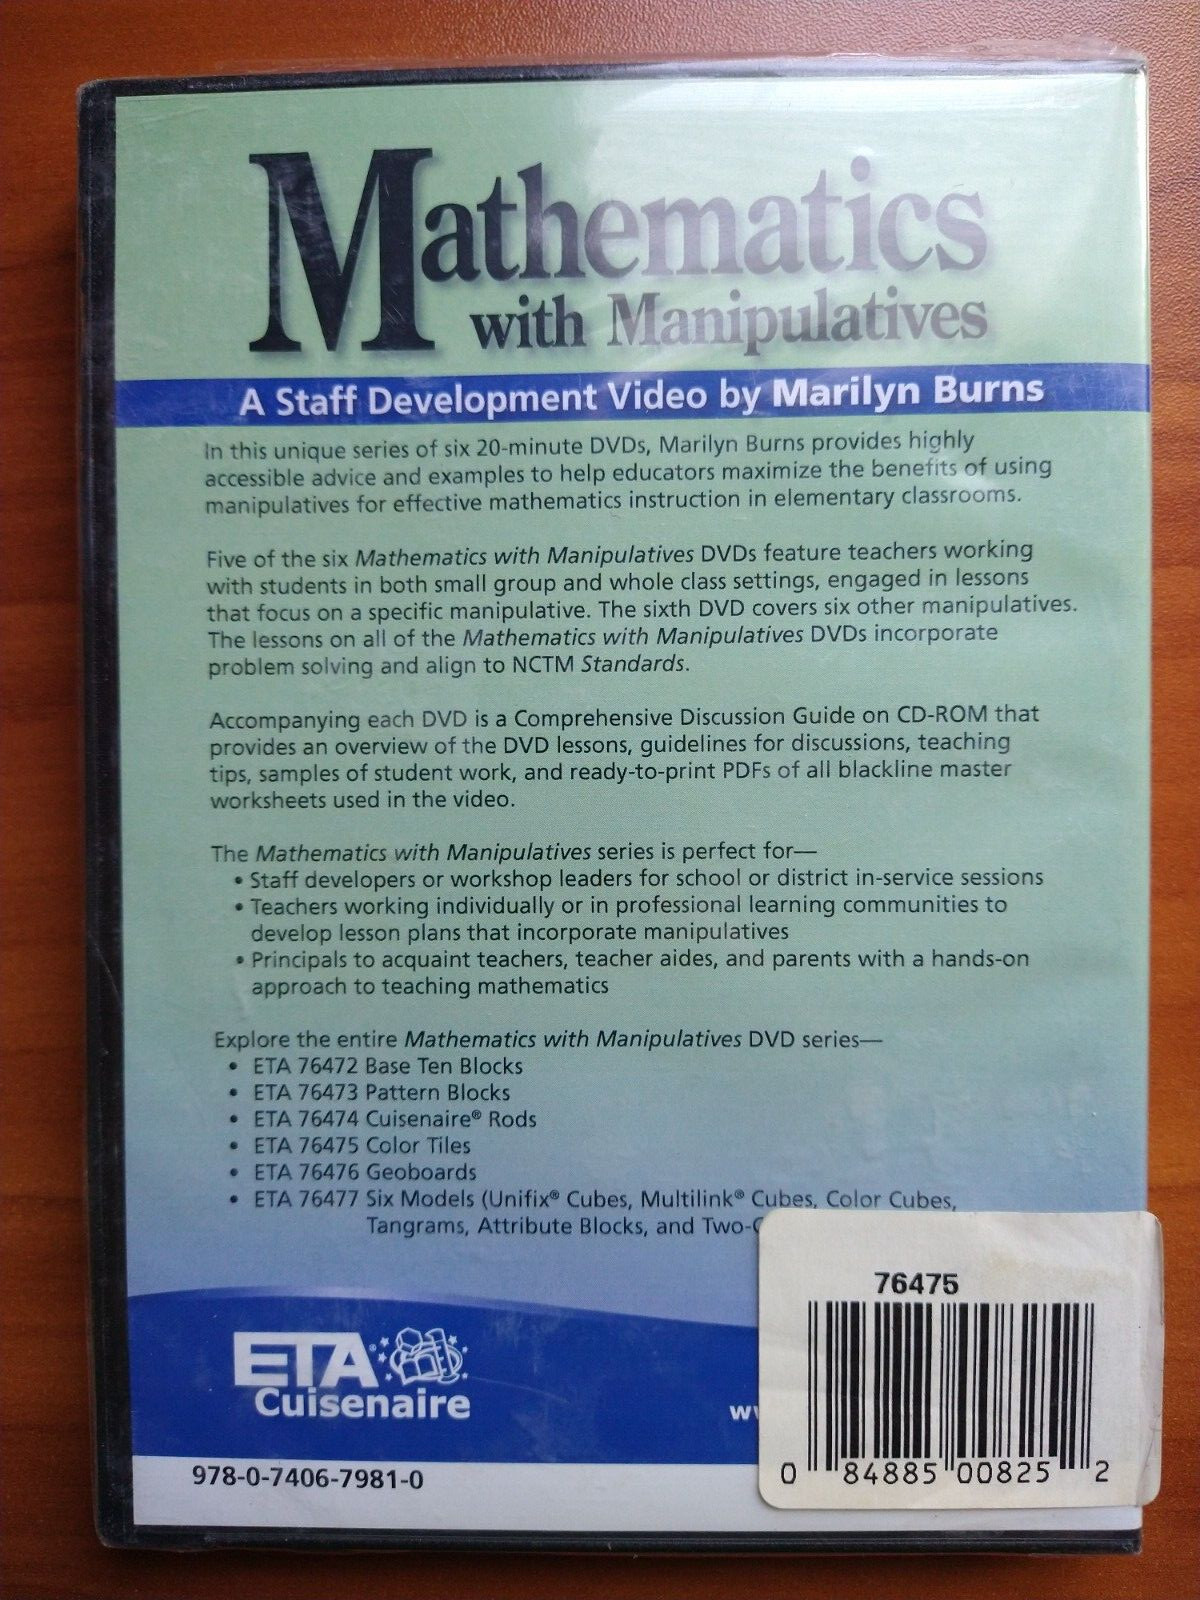 Mathematics
with Manipulatives
A Staff Development Video by Marilyn Burns
In this unique series of six 20-minute DVDs, Marilyn Burns provides highly
accessible advice and examples to help educators maximize the benefits of using
manipulatives for effective mathematics instruction in elementary classrooms.
Five of the six Mathematics with Manipulatives DVDs feature teachers working
with students in both small group and whole class settings, engaged in lessons
that focus on a specific manipulative. The sixth DVD covers six other manipulatives.
The lessons on all of the Mathematics with Manipulatives DVDs incorporate
problem solving and align to NCTM Standards.
Accompanying each DVD is a Comprehensive Discussion Guide on CD-ROM that
provides an overview of the DVD lessons, guidelines for discussions, teaching
tips, samples of student work, and ready-to-print PDFs of all blackline master
worksheets used in the video.
The Mathematics with Manipulatives series is perfect for—
• Staff developers or workshop leaders for school or district in-service sessions
• Teachers working individually or in professional learning communities to
develop lesson plans that incorporate manipulatives
• Principals to acquaint teachers, teacher aides, and parents with a hands-on
approach to teaching mathematics
Explore the entire Mathematics with Manipulatives DVD series—
• ETA 76472 Base Ten Blocks
• ETA 76473 Pattern Blocks
• ETA 76474 Cuisenaire® Rods
• ETA 76475 Color Tiles
• ETA 76476 Geoboards
• ETA 76477 Six Models (Unifix® Cubes, Multilink® Cubes, Color Cubes,
Tangrams, Attribute Blocks, and
76475
ETA®
Cuisenaire
978-0-7406-7981-0
0 84885 00825 2